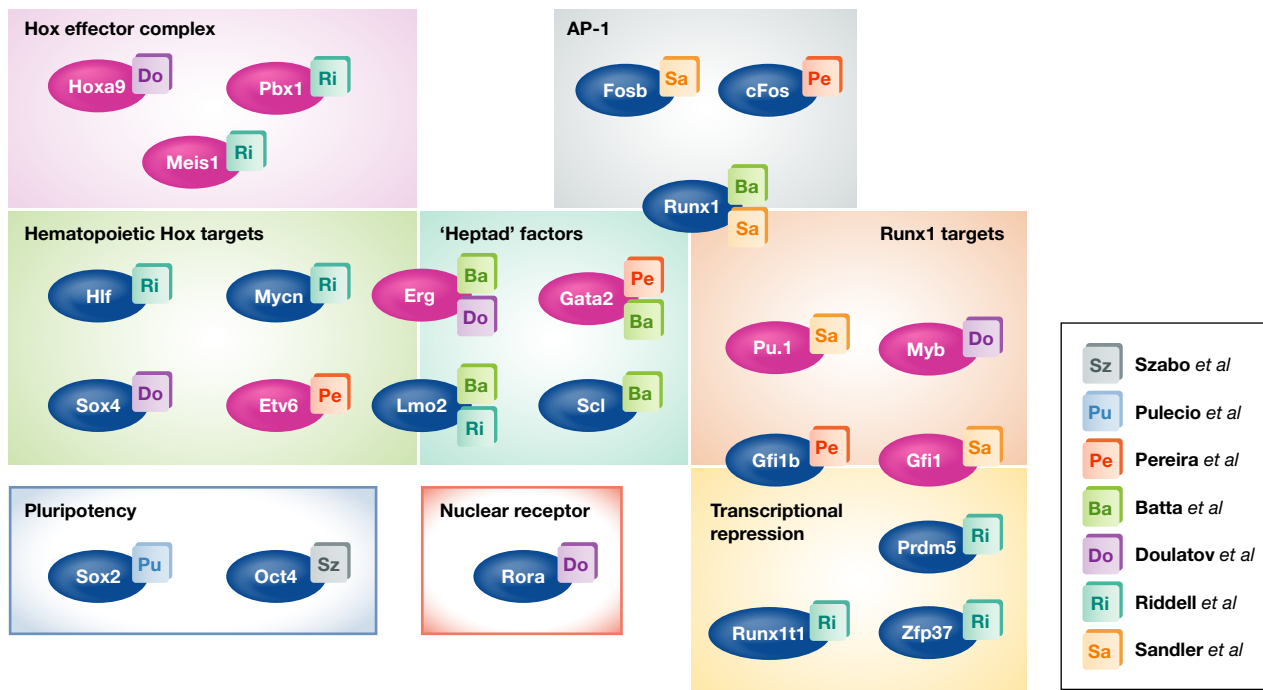 Hox effector complex
Hoxa9 Do
Pbx1 Ri
Meis1 Ri
AP-1
Fosb Sa
cFos Pe
Runx1 Ba Sa
Hematopoietic Hox targets
Hlf Ri
Mycn Ri
Sox4 Do
Etv6 Pe
‘Heptad’ factors
Erg Ba Do
Gata2 Pe Ba
Lmo2 Ba Ri
Scl Ba
Runx1 targets
Pu.1 Sa
Myb Do
Gfi1b Pe
Gfi1 Sa
Pluripotency
Sox2 Pu
Oct4 Sz
Nuclear receptor
Rora Do
Transcriptional
repression
Prdm5 Ri
Runx1t1 Ri
Zfp37 Ri
Sz Szabo et al
Pu Pulecio et al
Pe Pereira et al
Ba Batta et al
Do Doulatov et al
Ri Riddell et al
Sa Sandler et al